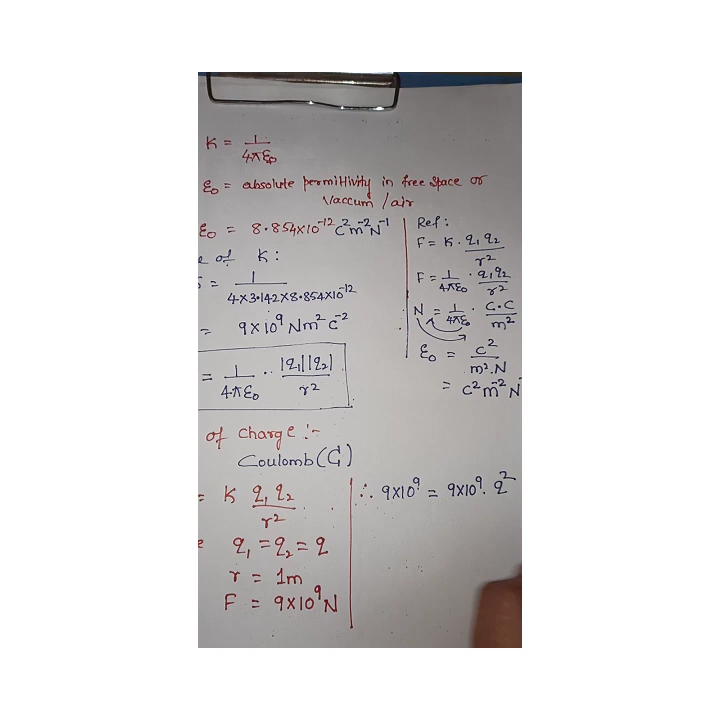 K = 1/4πε₀
ε₀ = absolute permittivity in free space or
Vaccum / air
ε₀ = 8.854×10⁻¹² C²m⁻²N⁻¹
e of K :
= 1/4×3.142×8.854×10⁻¹²
= 9×10⁹ Nm²C⁻²
= 1/4πε₀ · · |q₁||q₂|/r²
Ref :
F = K · q₁q₂/r²
F = 1/4πε₀ · q₁q₂/r²
N = 1/4πε₀ · C·C/m²
ε₀ = C²/m².N
= C²m⁻²N⁻
of charge :-
Coulomb (C)
= K q₁q₂/r²
e q₁ = q₂ = q
r = 1m
F = 9×10⁹N
∴ 9×10⁹ = 9×10⁹. q²